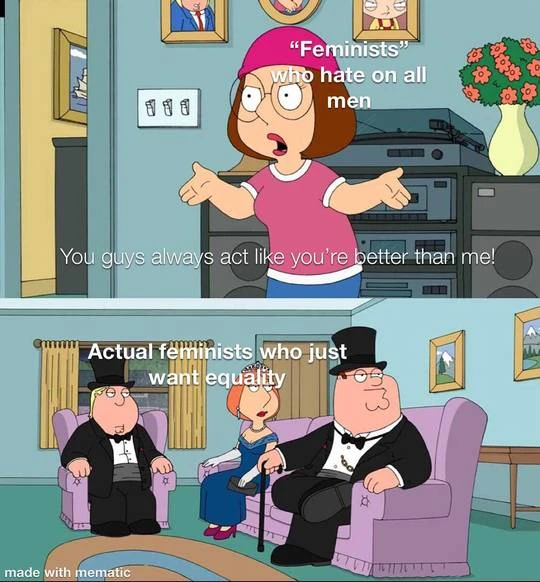 “Feminists”
who hate on all
men
You guys always act like you’re better than me!
Actual feminists who just
want equality
made with mematic